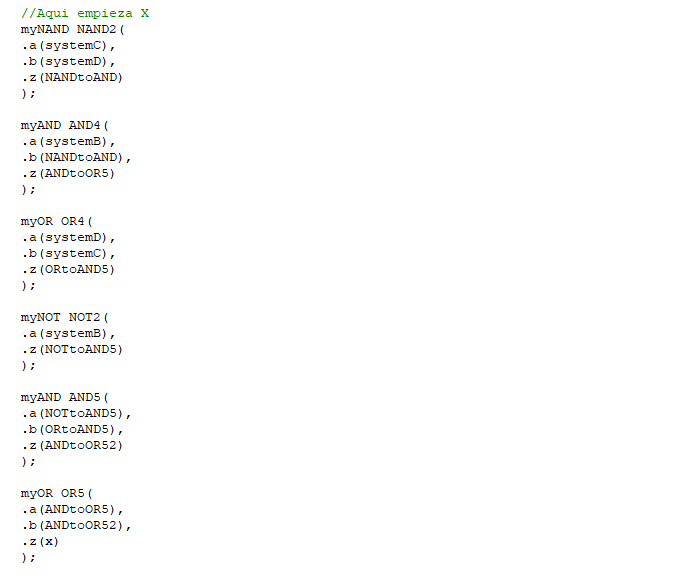 //Aqui empieza X
myNAND NAND2(
.a(systemC),
.b(systemD),
.z(NANDtoAND)
);
myAND AND4(
.a(systemB),
.b(NANDtoAND),
.z(ANDtoOR5)
);
myOR OR4(
.a(systemD),
.b(systemC),
.z(ORtoAND5)
);
myNOT NOT2(
.a(systemB),
.z(NOTtoAND5)
);
myAND AND5(
.a(NOTtoAND5),
.b(ORtoAND5),
.z(ANDtoOR52)
);
myOR OR5(
.a(ANDtoOR5),
.b(ANDtoOR52),
.z(x)
);